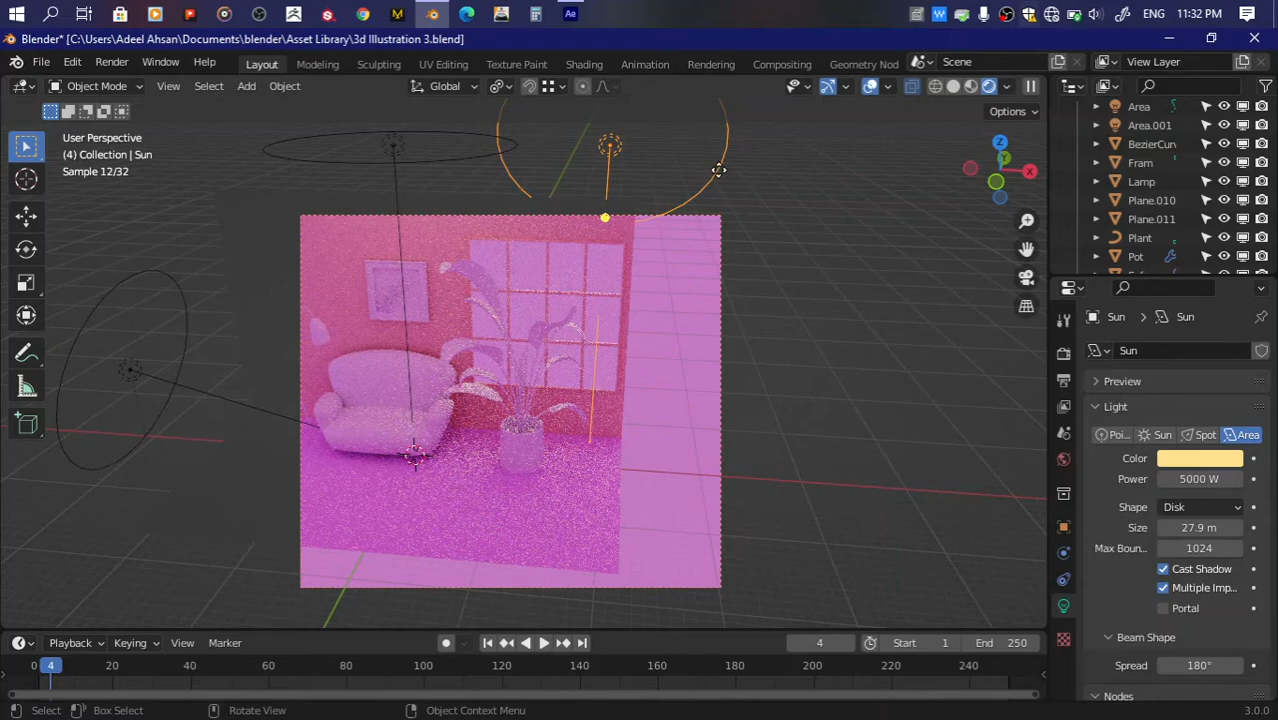 Ae
M
W
ENG
11:32 PM
Blender* [C:\Users\Adeel Ahsan\Documents\blender\Asset Library\3d Illustration 3.blend]
File Edit Render Window Help
Layout Modeling Sculpting UV Editing Texture Paint Shading Animation Rendering Compositing Geometry Nod
Scene
View Layer
Object Mode
View Select Add Object
Global
Options
User Perspective
(4) Collection | Sun
Sample 12/32
Z
Y
X
Area
Area.001
BezierCurv
Fram
Lamp
Plane.010
Plane.011
Plant
Pot
Sun
Sun
Sun
Preview
Light
Poi... Sun Spot Area
Color
Power 5000 W
Shape Disk
Size 27.9 m
Max Boun... 1024
Cast Shadow
Multiple Imp...
Portal
Beam Shape
Spread 180°
Nodes
Playback Keying View Marker
4
Start 1 End 250
0 4 20 40 60 80 100 120 140 160 180 200 220 240
Select Box Select Rotate View Object Context Menu 3.0.0